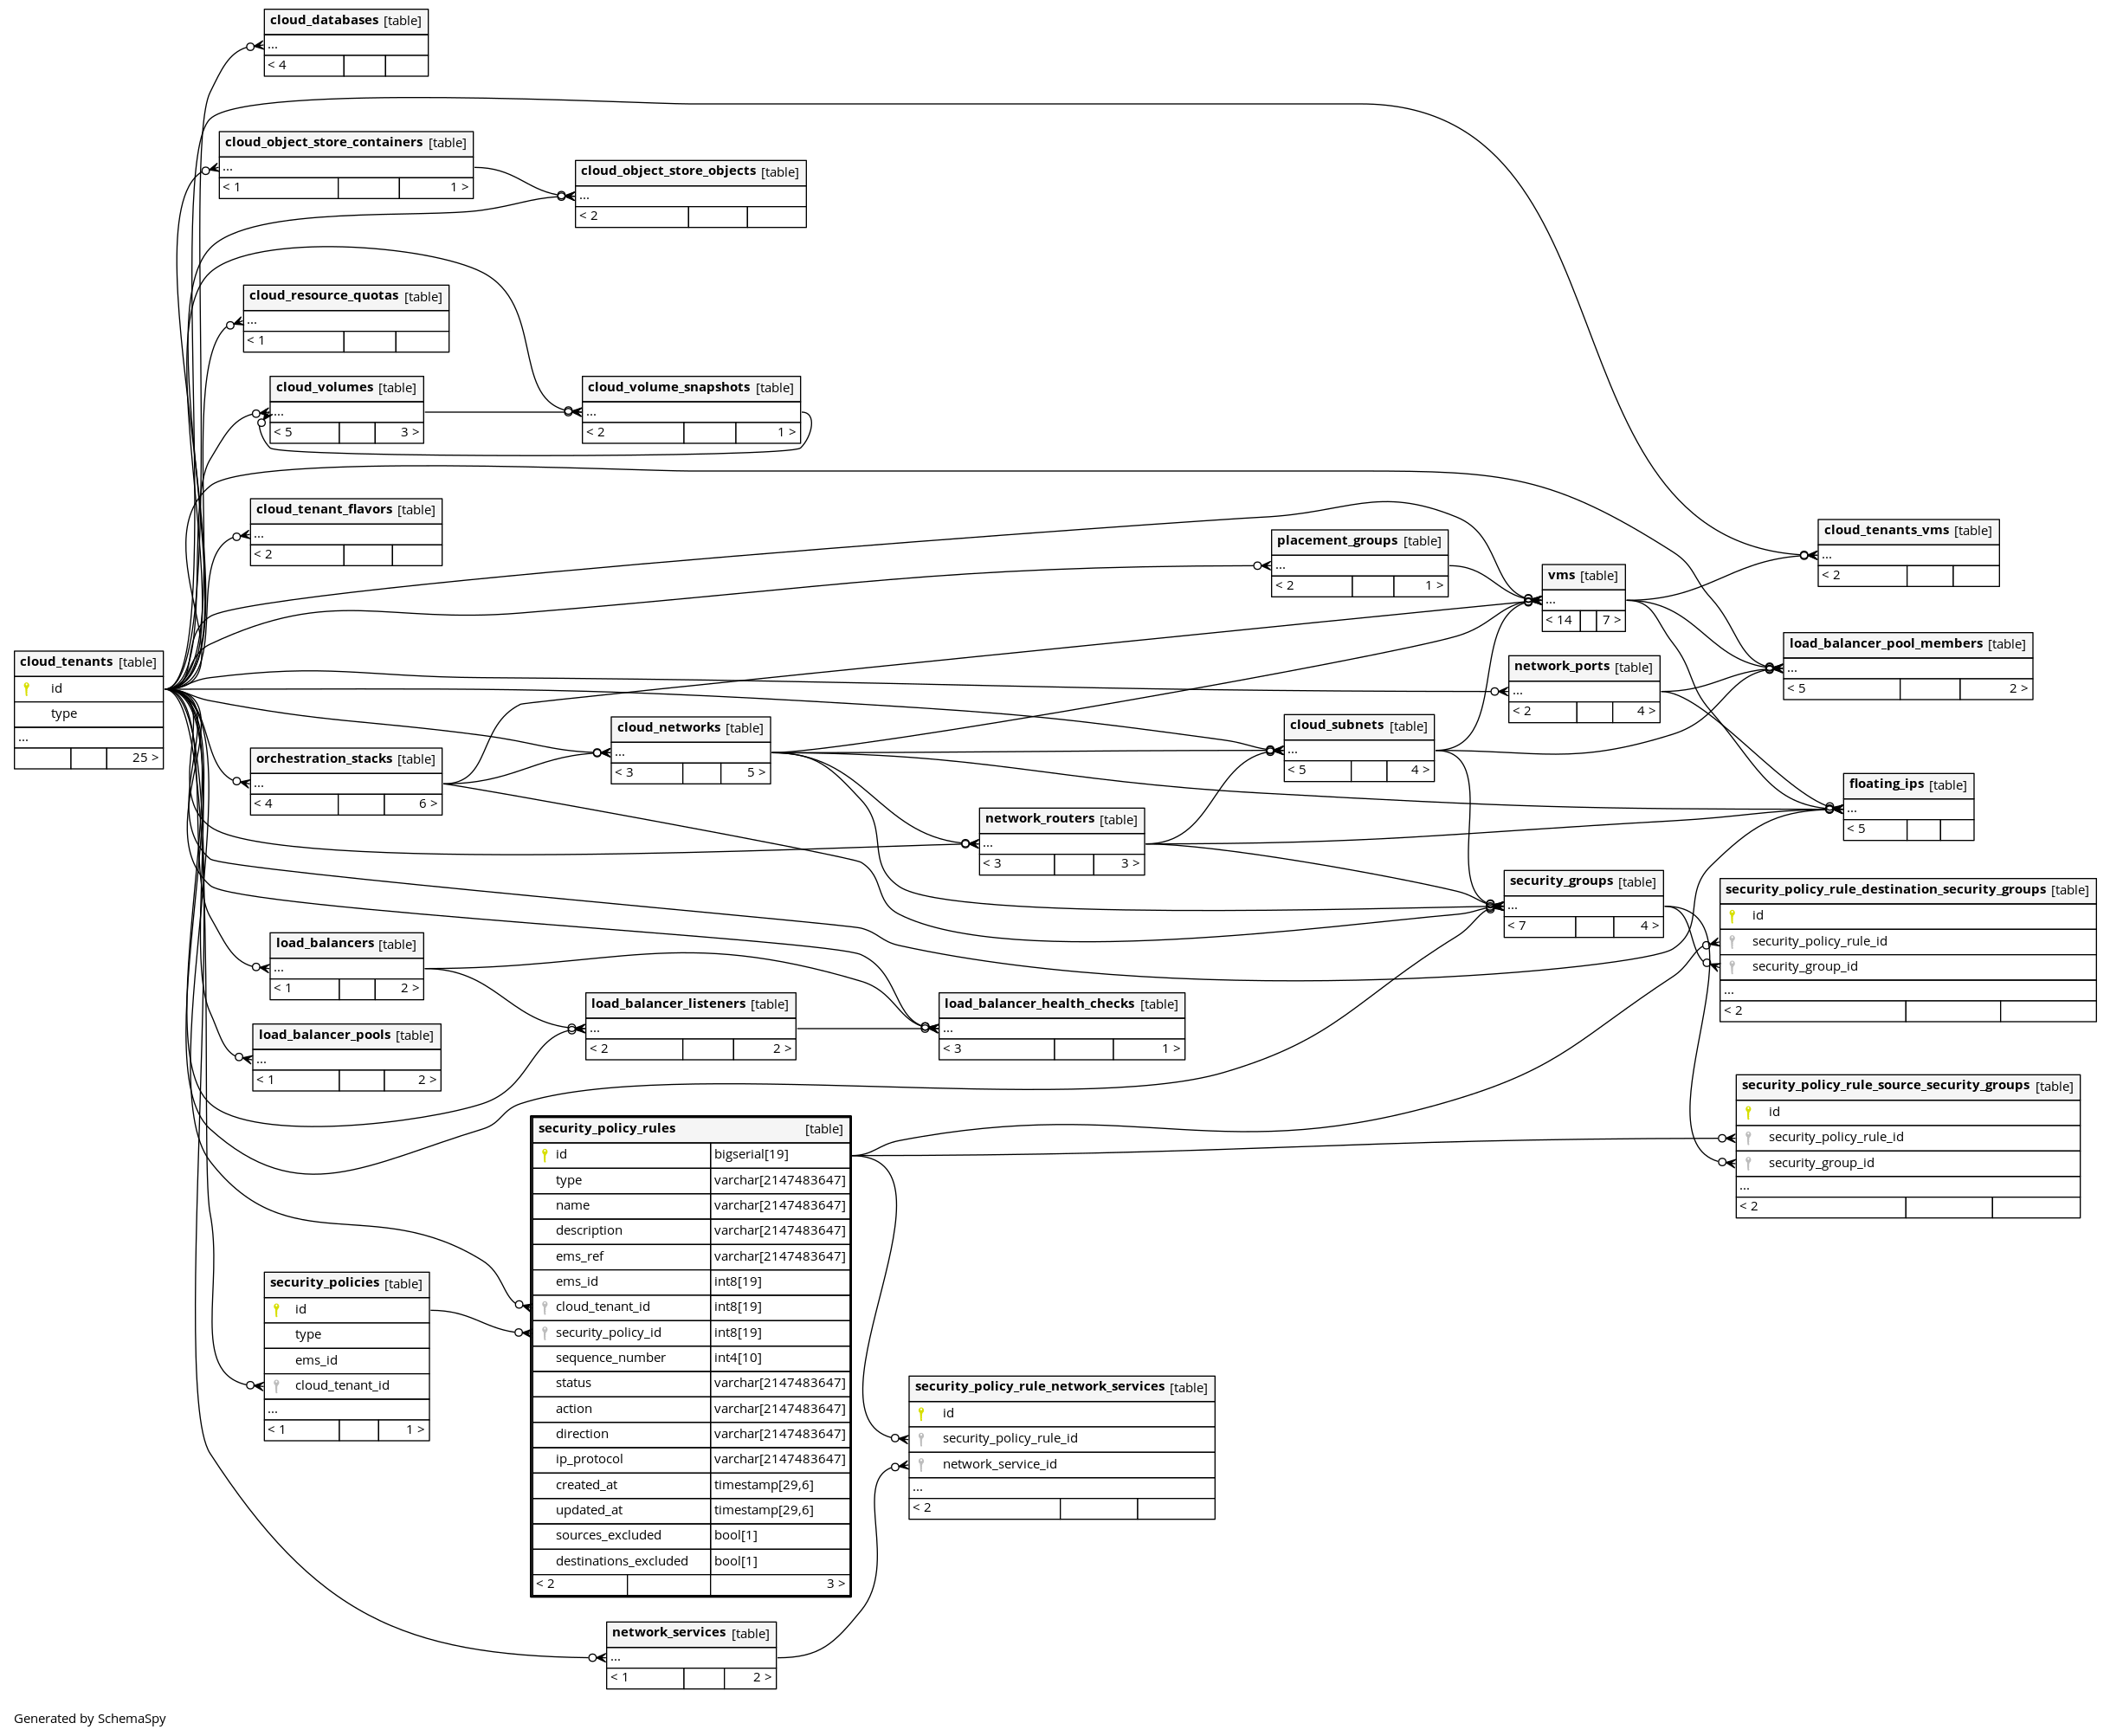 cloud_databases [table]
...
< 4
cloud_object_store_containers [table]
...
< 1 1 >
cloud_object_store_objects [table]
...
< 2
cloud_resource_quotas [table]
...
< 1
cloud_volumes [table]
...
< 5 3 >
cloud_volume_snapshots [table]
...
< 2 1 >
cloud_tenant_flavors [table]
...
< 2
placement_groups [table]
...
< 2 1 >
vms [table]
...
< 14 7 >
cloud_tenants_vms [table]
...
< 2
load_balancer_pool_members [table]
...
< 5 2 >
network_ports [table]
...
< 2 4 >
cloud_tenants [table]
id
type
...
25 >
orchestration_stacks [table]
...
< 4 6 >
cloud_networks [table]
...
< 3 5 >
cloud_subnets [table]
...
< 5 4 >
network_routers [table]
...
< 3 3 >
floating_ips [table]
...
< 5
security_groups [table]
...
< 7 4 >
security_policy_rule_destination_security_groups [table]
id
security_policy_rule_id
security_group_id
...
< 2
load_balancers [table]
...
< 1 2 >
load_balancer_listeners [table]
...
< 2 2 >
load_balancer_health_checks [table]
...
< 3 1 >
load_balancer_pools [table]
...
< 1 2 >
security_policy_rule_source_security_groups [table]
id
security_policy_rule_id
security_group_id
...
< 2
security_policy_rules [table]
id bigserial[19]
type varchar[2147483647]
name varchar[2147483647]
description varchar[2147483647]
ems_ref varchar[2147483647]
ems_id int8[19]
cloud_tenant_id int8[19]
security_policy_id int8[19]
sequence_number int4[10]
status varchar[2147483647]
action varchar[2147483647]
direction varchar[2147483647]
ip_protocol varchar[2147483647]
created_at timestamp[29,6]
updated_at timestamp[29,6]
sources_excluded bool[1]
destinations_excluded bool[1]
< 2 3 >
security_policies [table]
id
type
ems_id
cloud_tenant_id
...
< 1 1 >
security_policy_rule_network_services [table]
id
security_policy_rule_id
network_service_id
...
< 2
network_services [table]
...
< 1 2 >
Generated by SchemaSpy